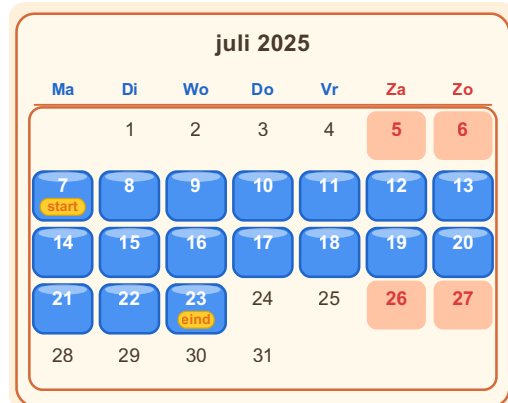 juli 2025
Ma Di Wo Do Vr Za Zo
1 2 3 4 5 6
7 8 9 10 11 12 13
start
14 15 16 17 18 19 20
21 22 23 24 25 26 27
eind
28 29 30 31